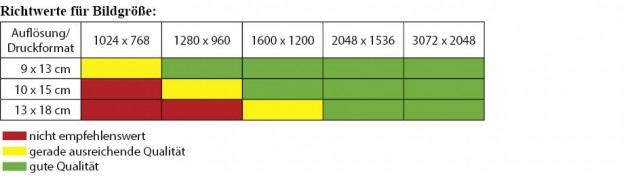 Richtwerte für Bildgröße:
Auflösung/
Druckformat
1024 x 768 1280 x 960 1600 x 1200 2048 x 1536 3072 x 2048
9 x 13 cm
10 x 15 cm
13 x 18 cm
nicht empfehlenswert
gerade ausreichende Qualität
gute Qualität